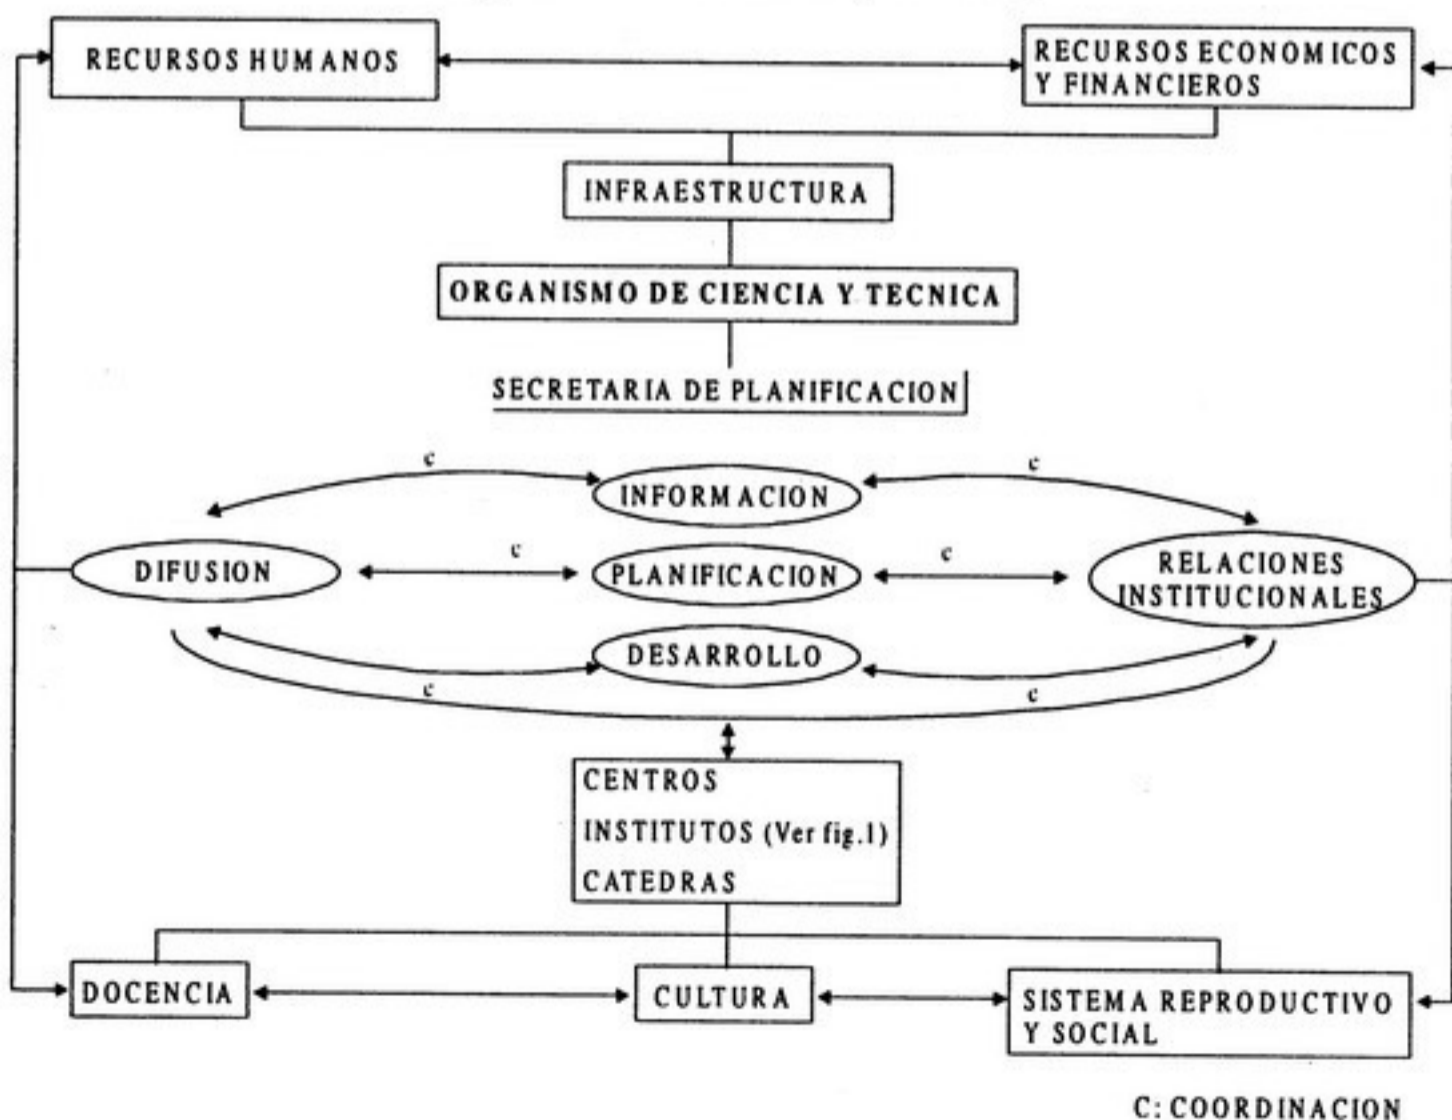 RECURSOS HUMANOS
RECURSOS ECONOMICOS
Y FINANCIEROS
INFRAESTRUCTURA
ORGANISMO DE CIENCIA Y TECNICA
SECRETARIA DE PLANIFICACION
c
c
INFORMACION
DIFUSION
c
PLANIFICACION
c
RELACIONES
INSTITUCIONALES
DESARROLLO
c
c
CENTROS
INSTITUTOS (Ver fig.1)
CATEDRAS
DOCENCIA
CULTURA
SISTEMA REPRODUCTIVO
Y SOCIAL
C: COORDINACION